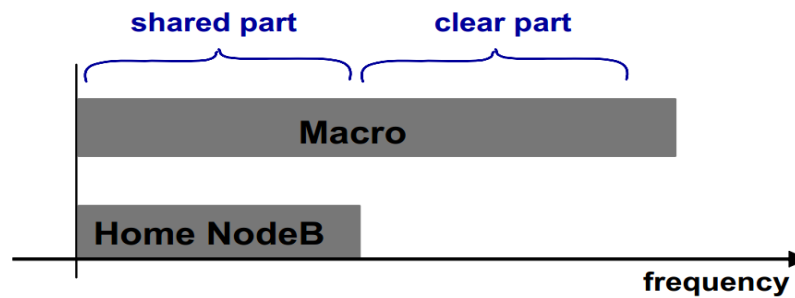 shared part
clear part
Macro
Home NodeB
frequency